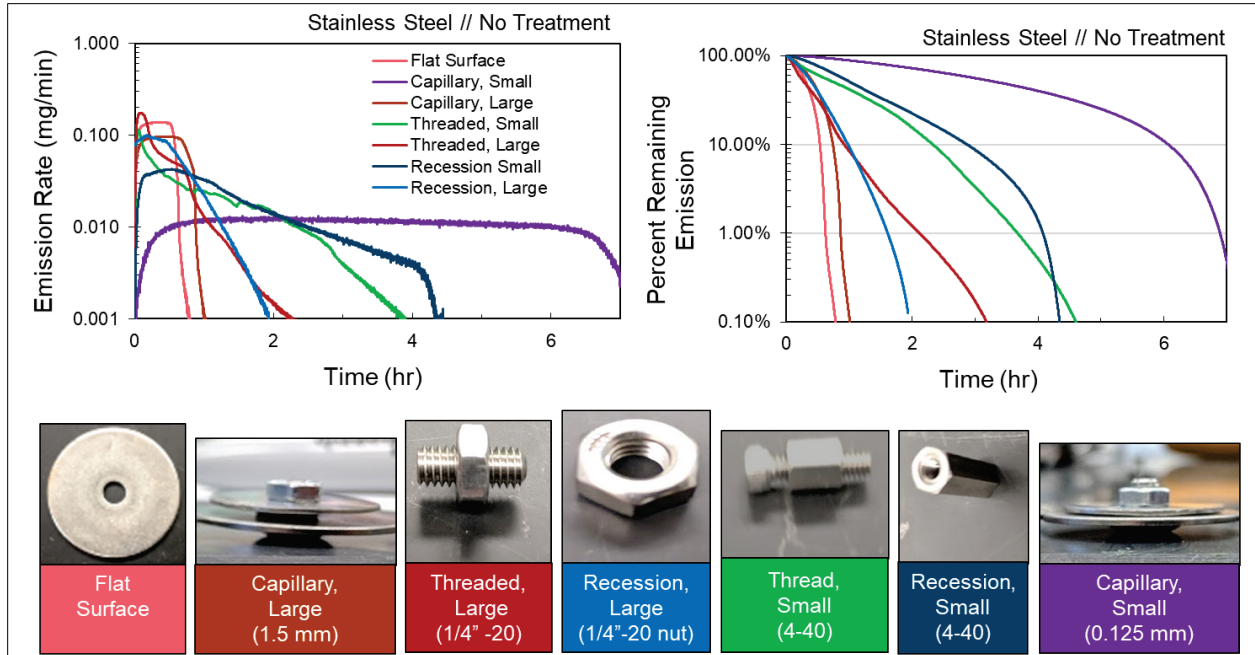 Stainless Steel // No Treatment
Emission Rate (mg/min)
1.000
0.100
0.010
0.001
Flat Surface
Capillary, Small
Capillary, Large
Threaded, Small
Threaded, Large
Recession Small
Recession, Large
0
2
4
6
Time (hr)
Stainless Steel // No Treatment
Percent Remaining
Emission
100.00%
10.00%
1.00%
0.10%
0
2
4
6
Time (hr)
Flat
Surface
Capillary,
Large
(1.5 mm)
Threaded,
Large
(1/4” -20)
Recession,
Large
(1/4”-20 nut)
Thread,
Small
(4-40)
Recession,
Small
(4-40)
Capillary,
Small
(0.125 mm)